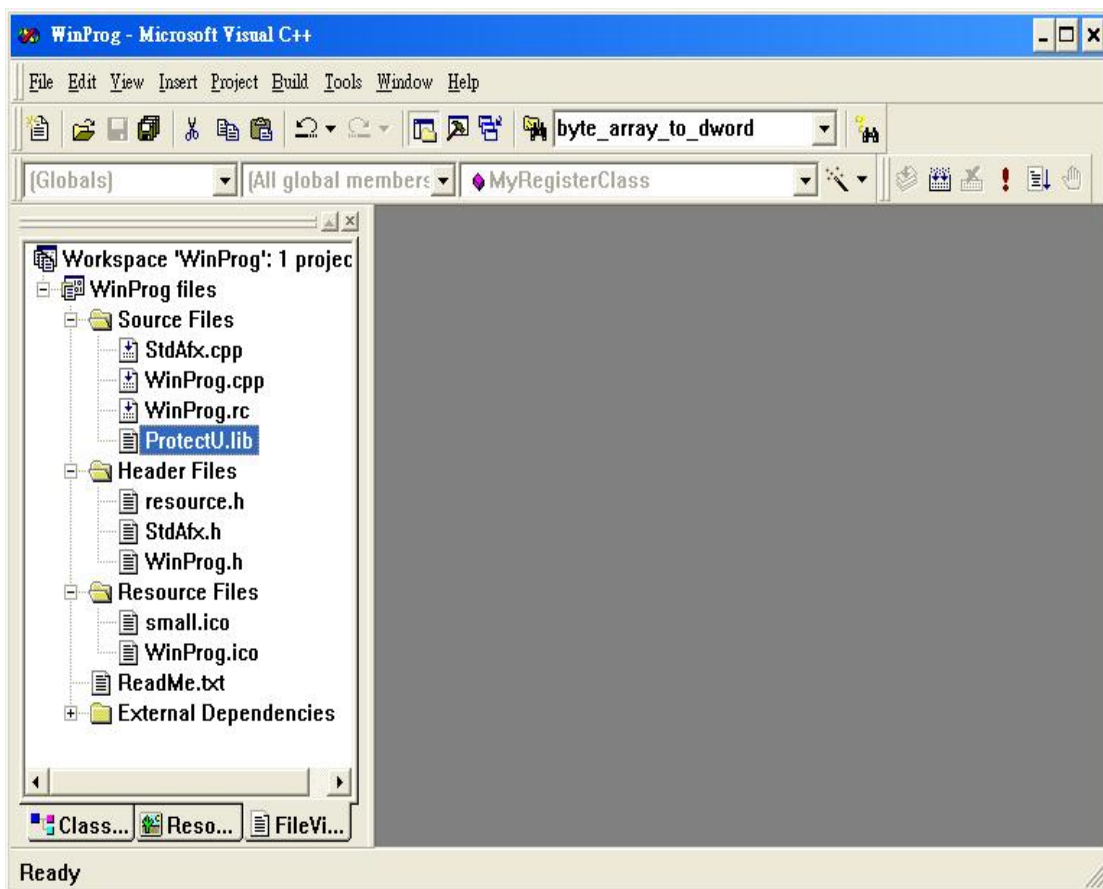 WinProg - Microsoft Visual C++
File Edit View Insert Project Build Tools Window Help
byte_array_to_dword
(Globals) (All global members MyRegisterClass
Workspace 'WinProg': 1 projec
WinProg files
Source Files
StdAfx.cpp
WinProg.cpp
WinProg.rc
ProtectU.lib
Header Files
resource.h
StdAfx.h
WinProg.h
Resource Files
small.ico
WinProg.ico
ReadMe.txt
External Dependencies
Class... Reso... FileVi...
Ready